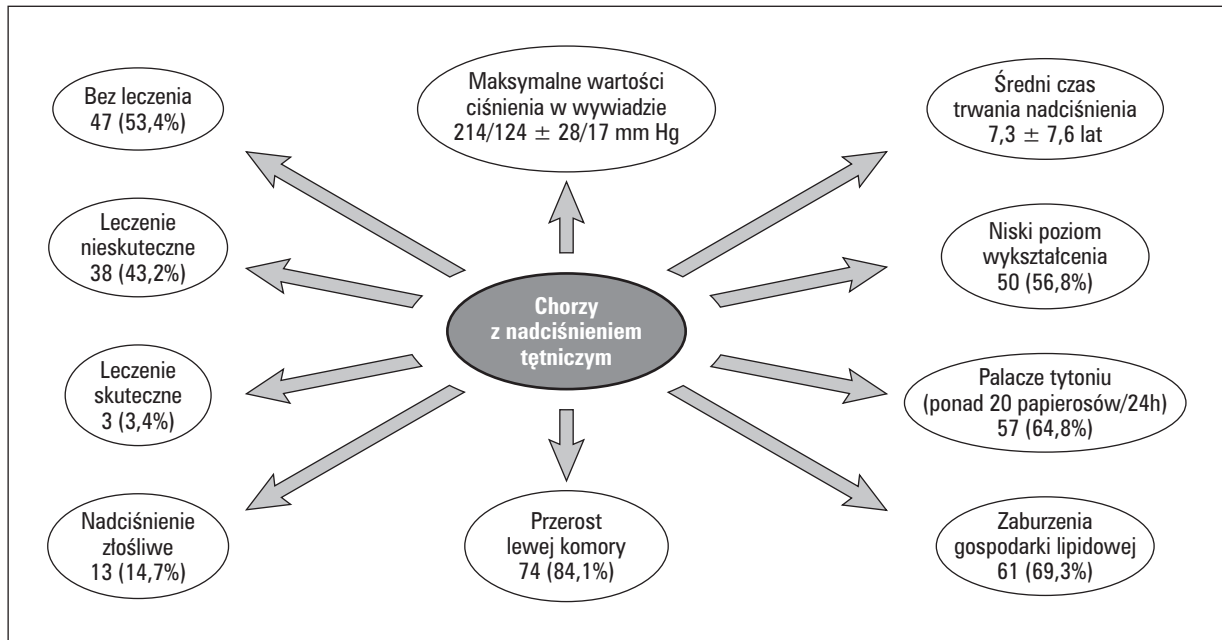 Bez leczenia
47 (53,4%)
Maksymalne wartości
ciśnienia w wywiadzie
214/124 ± 28/17 mm Hg
Średni czas
trwania nadciśnienia
7,3 ± 7,6 lat
Leczenie
nieskuteczne
38 (43,2%)
Niski poziom
wykształcenia
50 (56,8%)
Chorzy
z nadciśnieniem
tętniczym
Leczenie
skuteczne
3 (3,4%)
Palacze tytoniu
(ponad 20 papierosów/24h)
57 (64,8%)
Nadciśnienie
złośliwe
13 (14,7%)
Przerost
lewej komory
74 (84,1%)
Zaburzenia
gospodarki lipidowej
61 (69,3%)